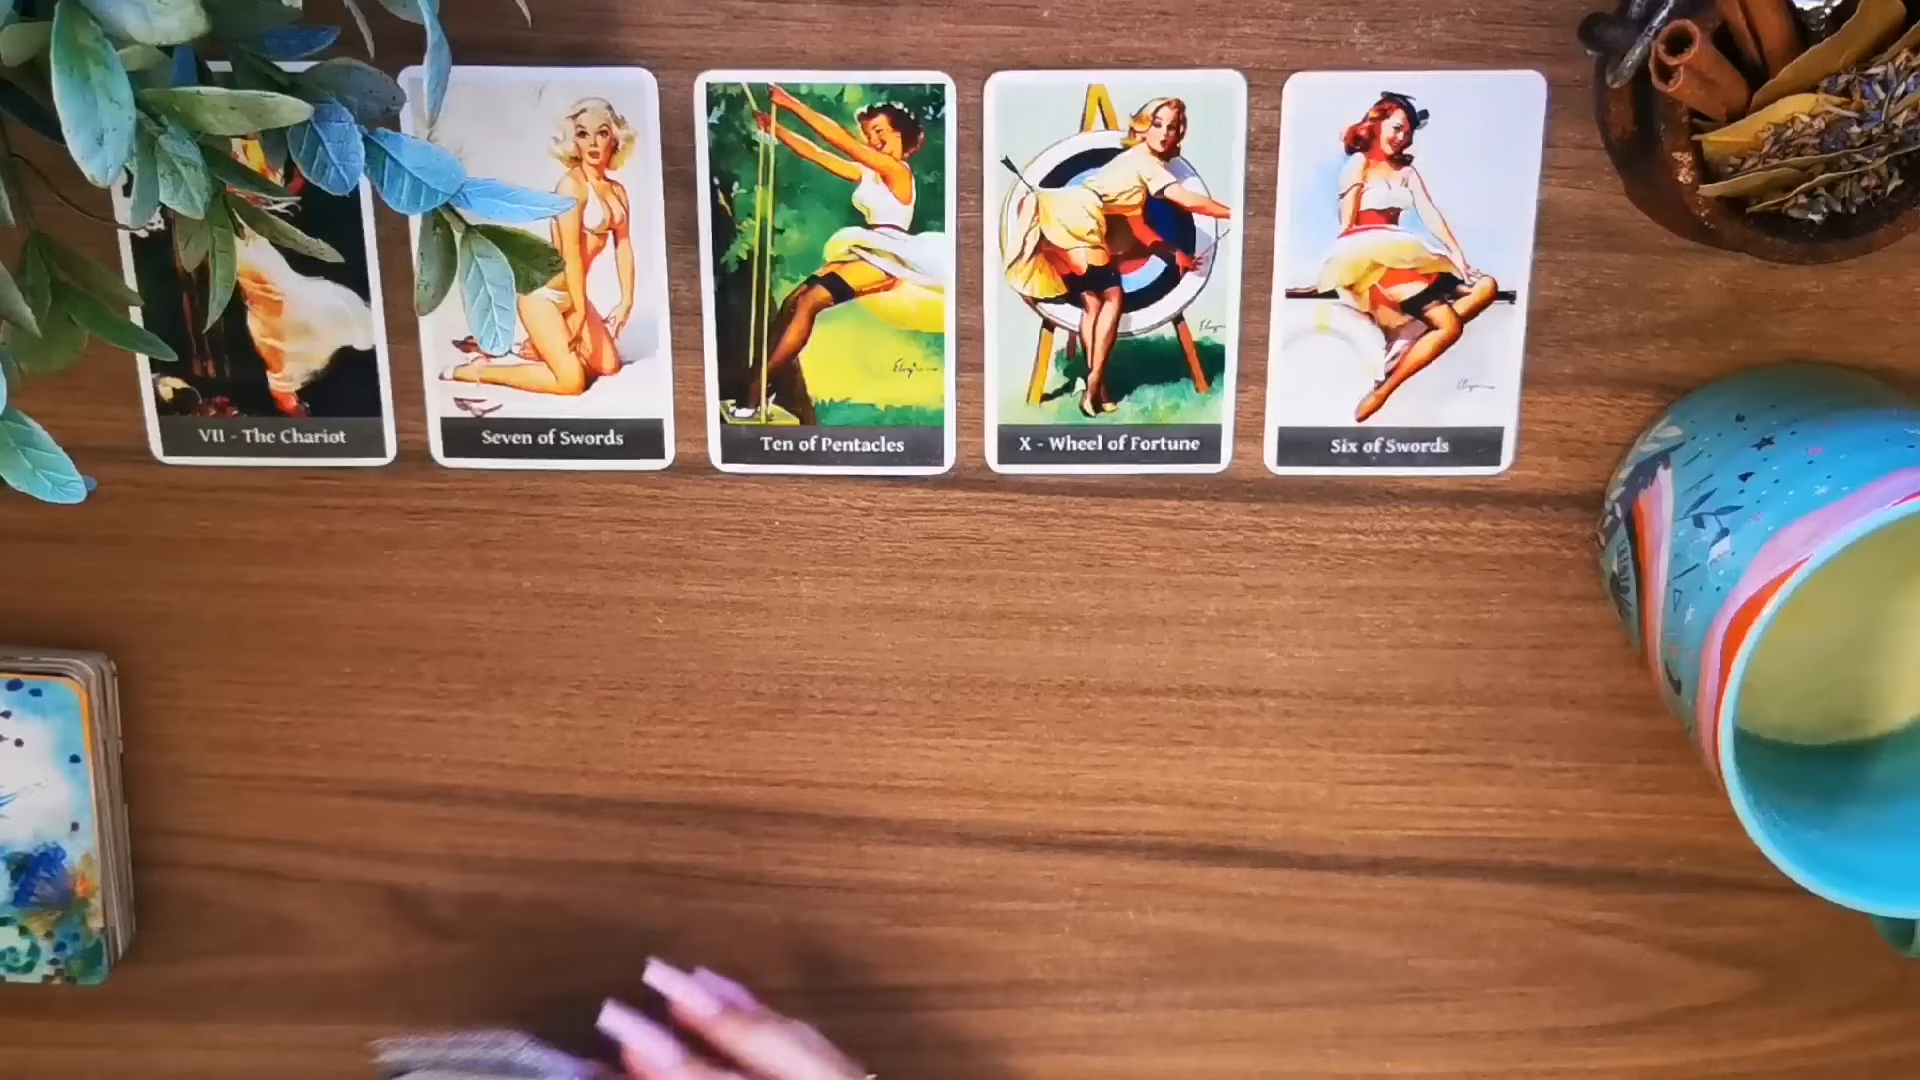 VII - The Chariot
Seven of Swords
Ten of Pentacles
X - Wheel of Fortune
Six of Swords